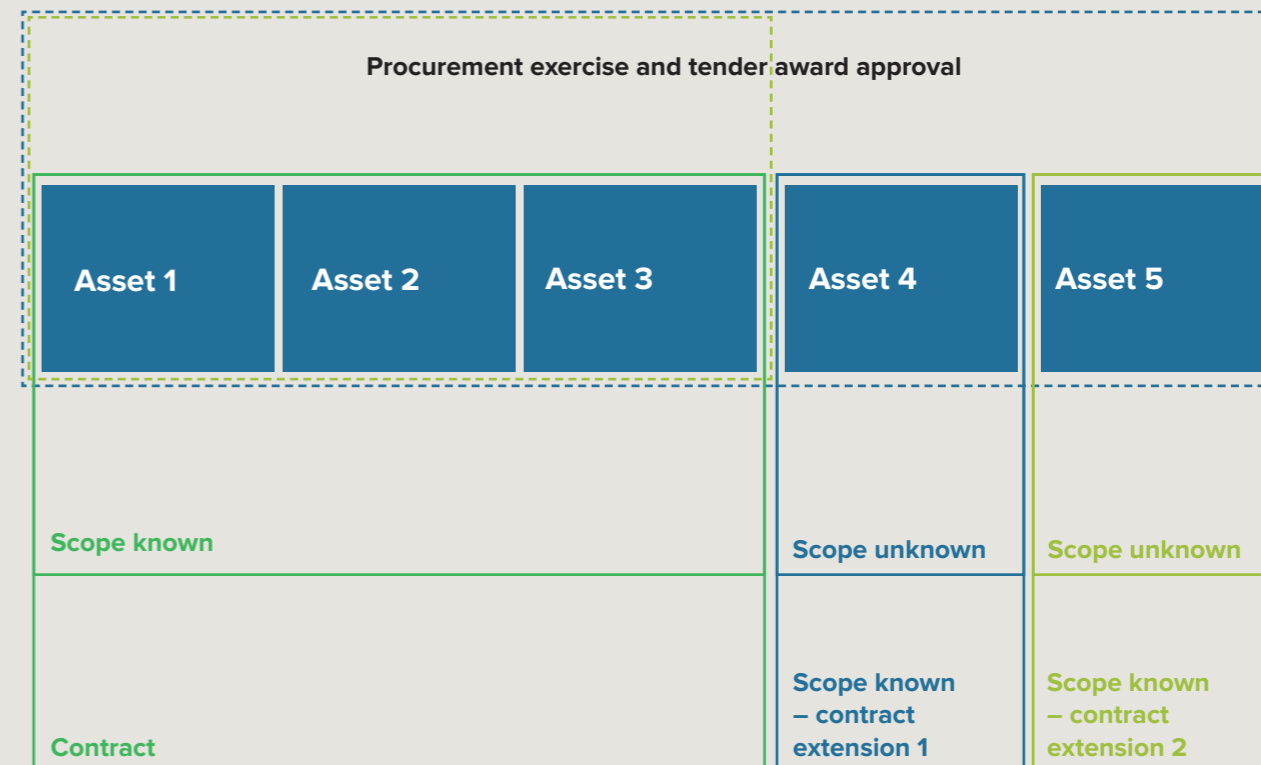 Procurement exercise and tender award approval
Asset 1
Asset 2
Asset 3
Asset 4
Asset 5
Scope known
Scope unknown
Scope unknown
Contract
Scope known
– contract
extension 1
Scope known
– contract
extension 2